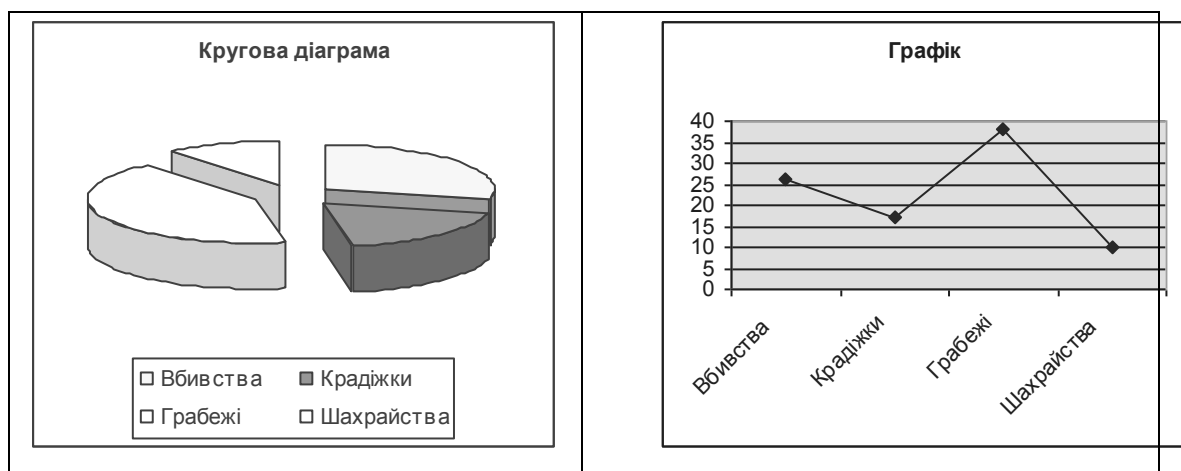 Кругова діаграма
□ Вбивства ■ Крадіжки
□ Грабежі □ Шахрайства
Графік
40
35
30
25
20
15
10
5
0
Вбивства
Крадіжки
Грабежі
Шахрайства